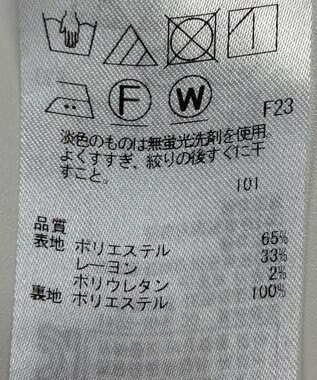 F
W
F23
淡色のものは無蛍光洗剤を使用
よくすすぎ、絞りの後すぐに干
すこと。
101
品質
表地 ポリエステル 65%
レーヨン 33%
ポリウレタン 2%
裏地 ポリエステル 100%